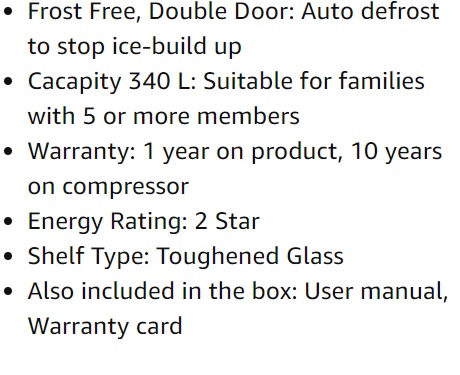 • Frost Free, Double Door: Auto defrost
to stop ice-build up
• Cacapity 340 L: Suitable for families
with 5 or more members
• Warranty: 1 year on product, 10 years
on compressor
• Energy Rating: 2 Star
• Shelf Type: Toughened Glass
• Also included in the box: User manual,
Warranty card